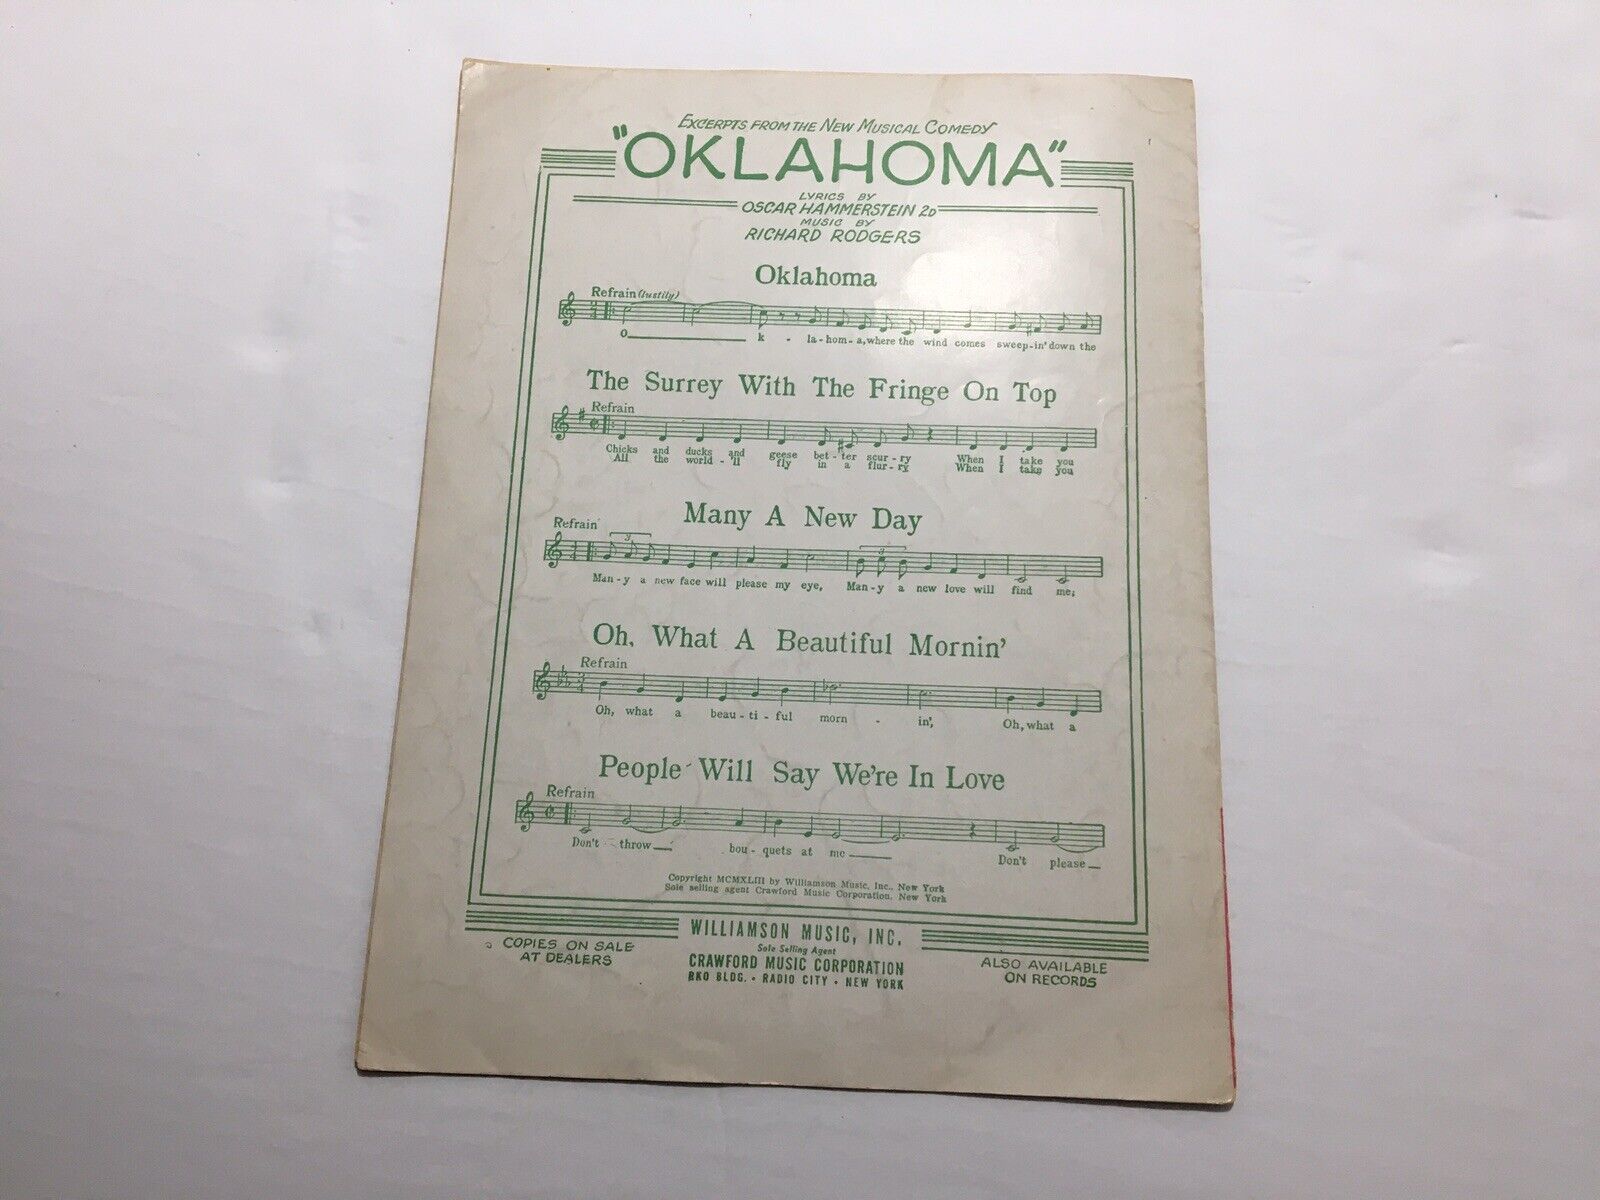 EXCERPTS FROM THE NEW MUSICAL COMEDY
"OKLAHOMA"
LYRICS BY
OSCAR HAMMERSTEIN 2D
MUSIC BY
RICHARD RODGERS
Oklahoma
Refrain (lustily)
O k - la-hom-a, where the wind comes sweep-in' down the
The Surrey With The Fringe On Top
Refrain
Chicks and ducks and geese bet-ter scur-ry When I take you
All the world-'ll fly in a flur-ry When I take you
Many A New Day
Refrain
3 3
Man-y a new face will please my eye, Man-y a new love will find me;
Oh, What A Beautiful Mornin'
Refrain
Oh, what a beau-ti-ful morn - in', Oh, what a
People Will Say We're In Love
Refrain
Don't throw bou-quets at me Don't please
Copyright MCMXLIII by Williamson Music, Inc., New York
Sole selling agent Crawford Music Corporation, New York
WILLIAMSON MUSIC, INC.
Sole Selling Agent
CRAWFORD MUSIC CORPORATION
RKO BLDG. • RADIO CITY • NEW YORK
COPIES ON SALE
AT DEALERS
ALSO AVAILABLE
ON RECORDS